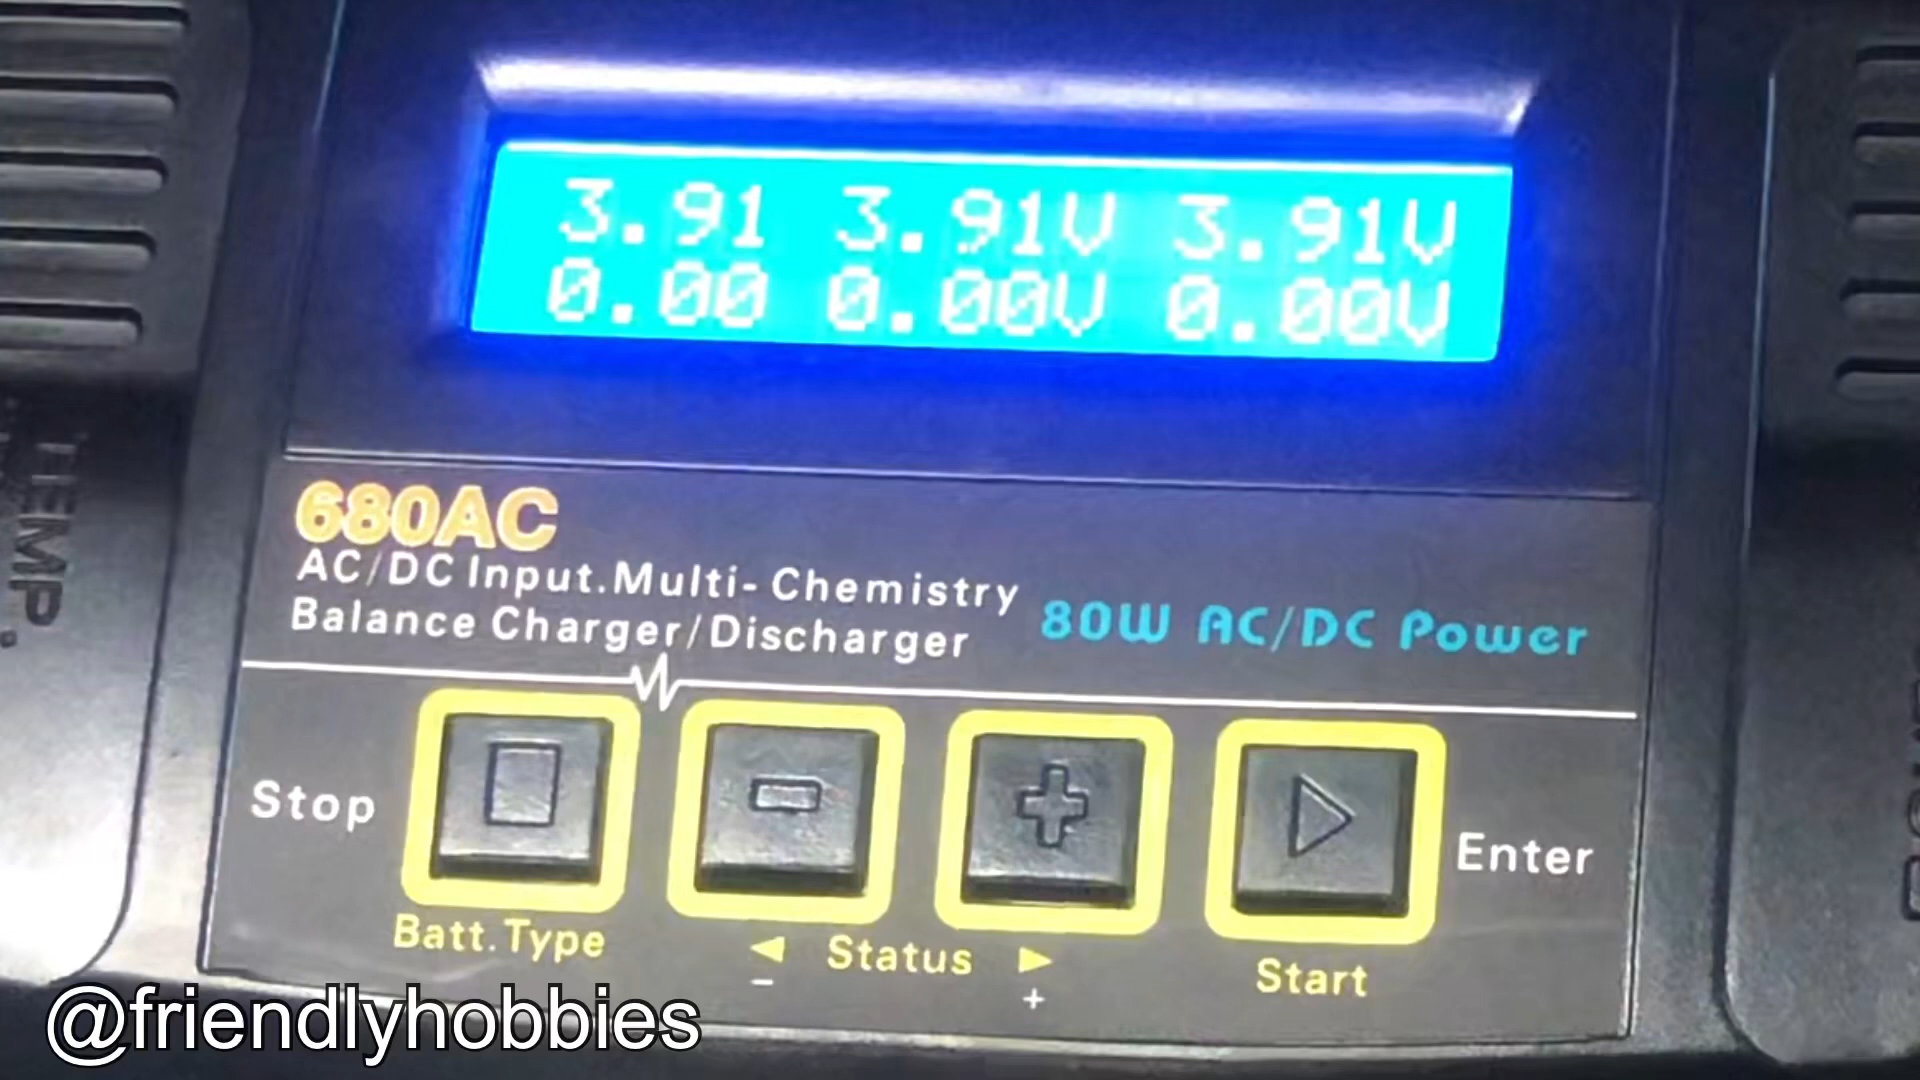 3.91 3.91V 3.91V
0.00 0.00V 0.00V
TEMP.
680AC
AC/DC Input.Multi-Chemistry
Balance Charger/Discharger
80W AC/DC Power
Stop
Enter
Batt.Type
◀ Status ▶
- +
Start
@friendlyhobbies